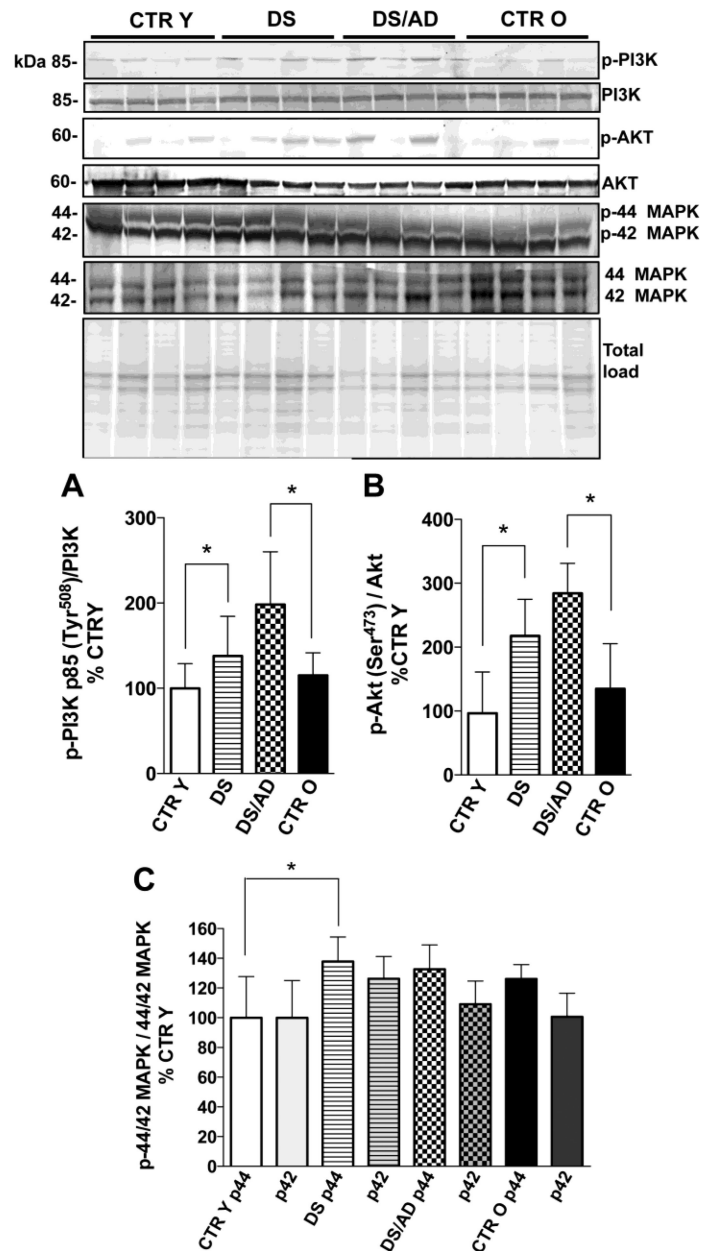 CTR Y DS DS/AD CTR O
kDa 85- p-PI3K
85- PI3K
60- p-AKT
60- AKT
44- p-44 MAPK
42- p-42 MAPK
44- 44 MAPK
42- 42 MAPK
Total
load
A
p-PI3K p85 (Tyr508)/PI3K
% CTRY
300
200
100
0
*
*
CTR Y DS DS/AD CTR O
B
p-Akt (Ser473) / Akt
%CTR Y
400
300
200
100
0
*
*
CTR Y DS DS/AD CTR O
C
p-44/42 MAPK / 44/42 MAPK
% CTR Y
160
140
120
100
80
60
40
20
0
*
CTR Y p44 p42 DS p44 p42 DS/AD p44 p42 CTR O p44 p42